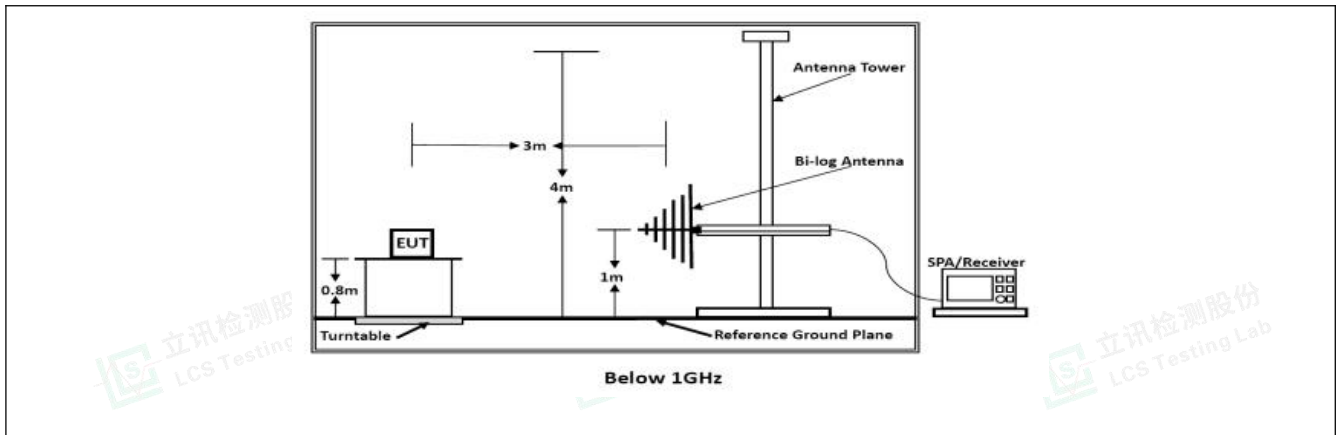 Antenna Tower
3m
Bi-log Antenna
4m
EUT
SPA/Receiver
1m
0.8m
Turntable
Reference Ground Plane
立讯检测股
LCS Testing
S
立讯检测股份
LCS Testing Lab
S
Below 1GHz